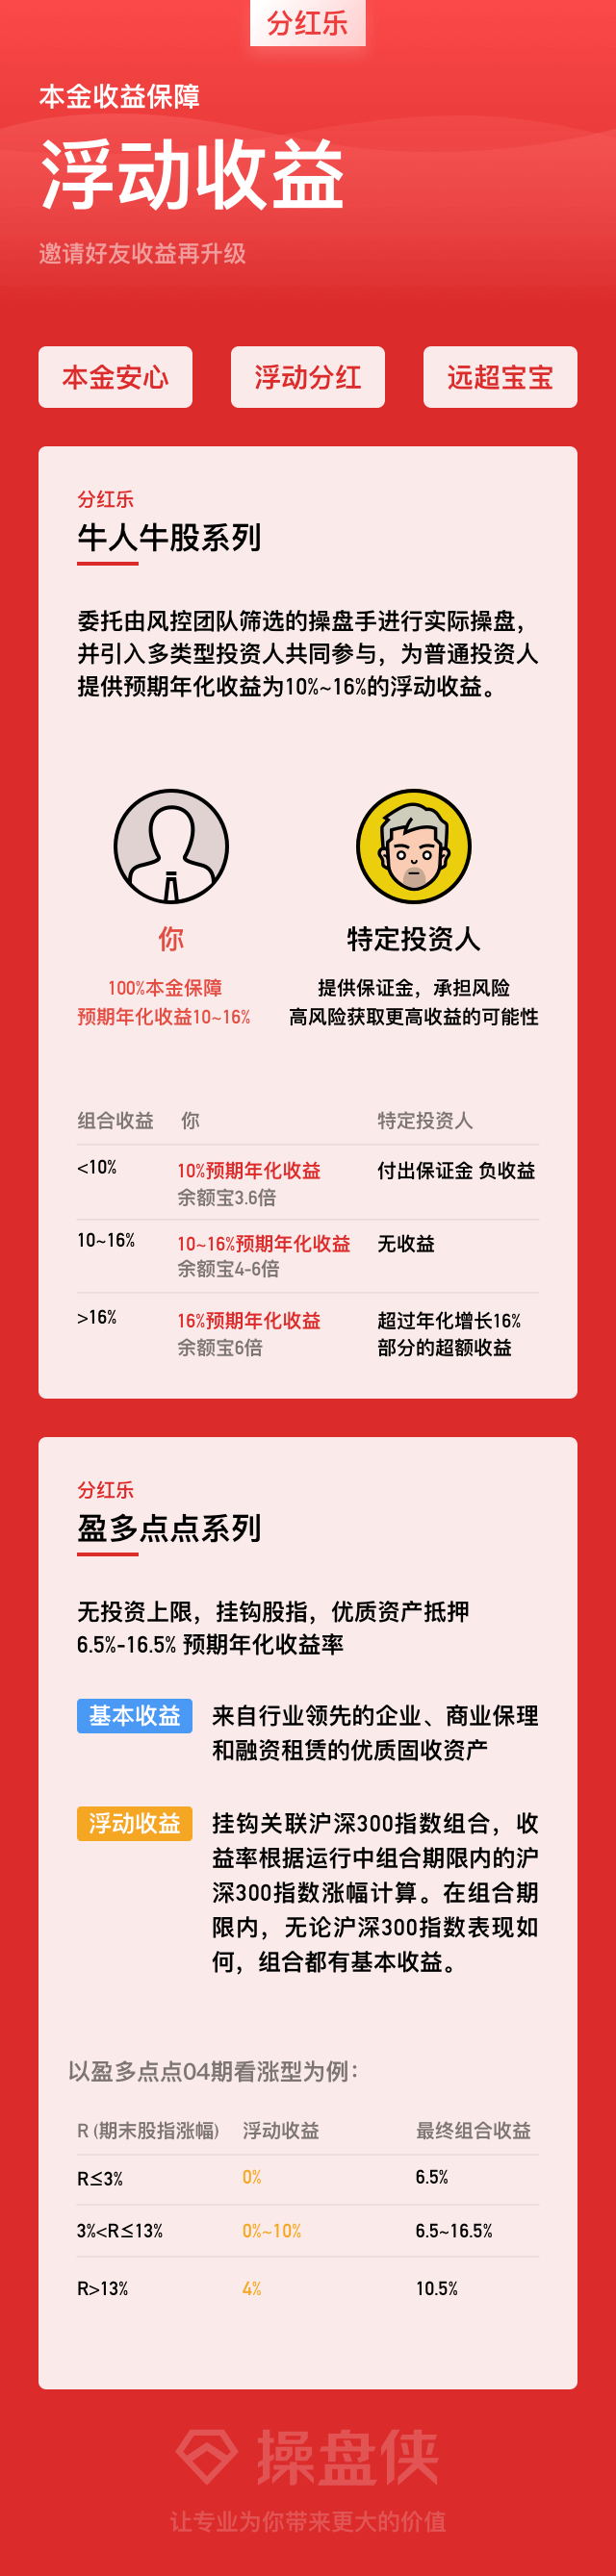 分红乐
本金收益保障
浮动收益
邀请好友收益再升级
本金安心 浮动分红 远超宝宝
分红乐
牛人牛股系列
委托由风控团队筛选的操盘手进行实际操盘，
并引入多类型投资人共同参与，为普通投资人
提供预期年化收益为10%~16%的浮动收益。
你 特定投资人
100%本金保障 提供保证金，承担风险
预期年化收益10~16% 高风险获取更高收益的可能性
组合收益 你 特定投资人
<10% 10%预期年化收益 付出保证金 负收益
余额宝3.6倍
10~16% 10~16%预期年化收益 无收益
余额宝4-6倍
>16% 16%预期年化收益 超过年化增长16%
余额宝6倍 部分的超额收益
分红乐
盈多点点系列
无投资上限，挂钩股指，优质资产抵押
6.5%-16.5% 预期年化收益率
基本收益 来自行业领先的企业、商业保理
和融资租赁的优质固收资产
浮动收益 挂钩关联沪深300指数组合，收
益率根据运行中组合期限内的沪
深300指数涨幅计算。在组合期
限内，无论沪深300指数表现如
何，组合都有基本收益。
以盈多点点04期看涨型为例：
R (期末股指涨幅) 浮动收益 最终组合收益
R≤3% 0% 6.5%
3%<R≤13% 0%~10% 6.5~16.5%
R>13% 4% 10.5%
操盘侠
让专业为你带来更大的价值